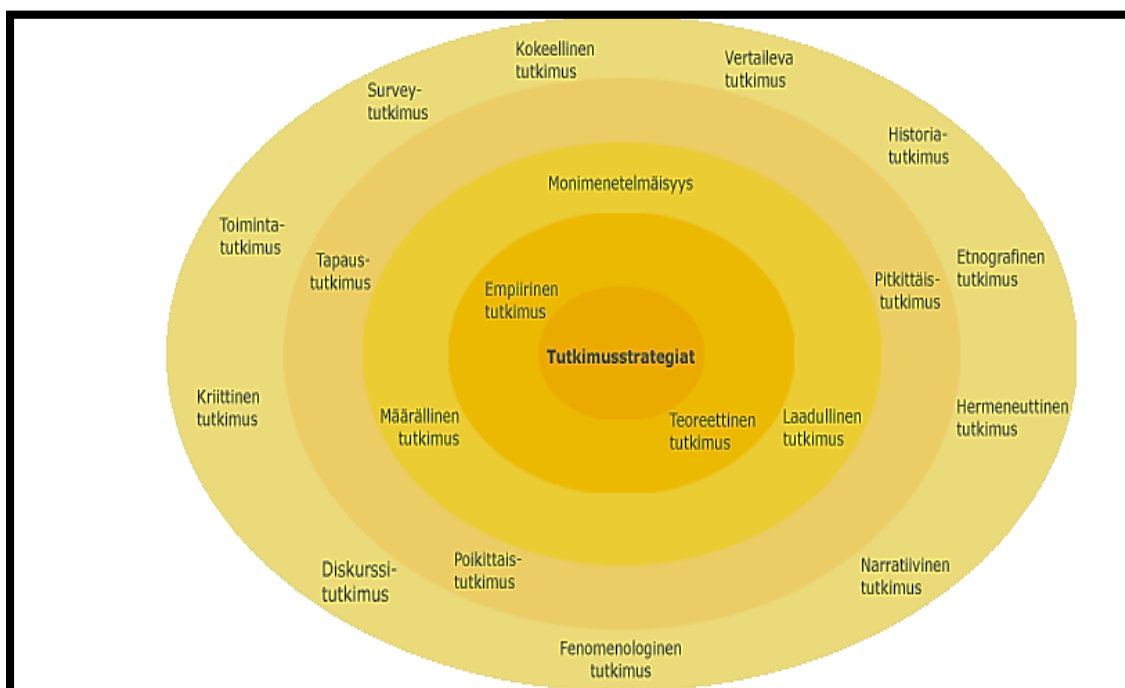 Kokeellinen
tutkimus
Vertaileva
tutkimus
Survey-
tutkimus
Historia-
tutkimus
Monimenetelmäisyys
Toiminta-
tutkimus
Tapaus-
tutkimus
Etnografinen
tutkimus
Pitkittäis-
tutkimus
Empiirinen
tutkimus
Tutkimusstrategiat
Kriittinen
tutkimus
Määrällinen
tutkimus
Teoreettinen
tutkimus
Laadullinen
tutkimus
Hermeneuttinen
tutkimus
Diskurssi-
tutkimus
Poikittais-
tutkimus
Narratiivinen
tutkimus
Fenomenologinen
tutkimus